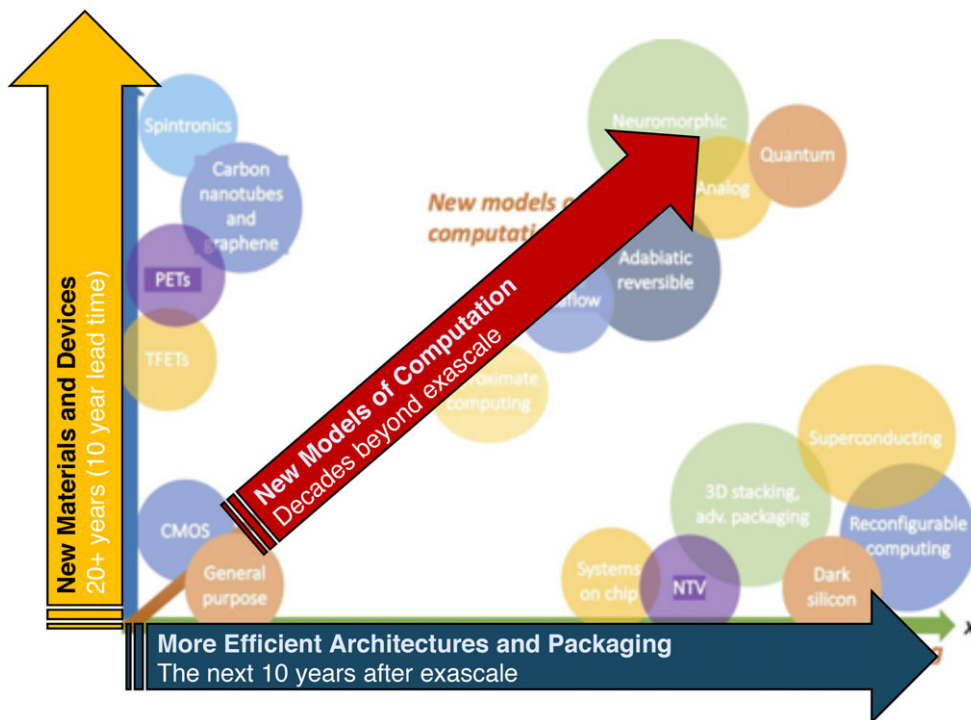 Spintronics
Carbon
nanotubes
and
graphene
PETs
TFETs
CMOS
General
purpose
New Materials and Devices
20+ years (10 year lead time)
Neuromorphic
Analog
Quantum
New models
Adabiatic
reversible
computing
New Models of Computation
Decades beyond exascale
Superconducting
3D stacking,
adv. packaging
Reconfigurable
computing
Systems
on chip
NTV
Dark
silicon
x
More Efficient Architectures and Packaging
The next 10 years after exascale